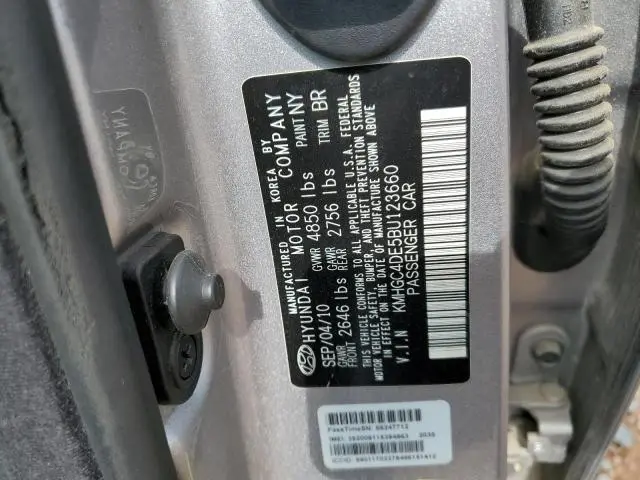 MANUFACTURED IN KOREA BY
HYUNDAI MOTOR COMPANY
SEP/04/10 GVWR 4850 lbs PAINT NY
GAWR FRONT 2646 lbs GAWR REAR 2756 lbs TRIM BR
THIS VEHICLE CONFORMS TO ALL APPLICABLE U.S.A. FEDERAL
MOTOR VEHICLE SAFETY, BUMPER, AND THEFT PREVENTION STANDARDS
IN EFFECT ON THE DATE OF MANUFACTURE SHOWN ABOVE
V.I.N KMHGC4DE5BU123660
PASSENGER CAR
PassTimeSN: 86347712